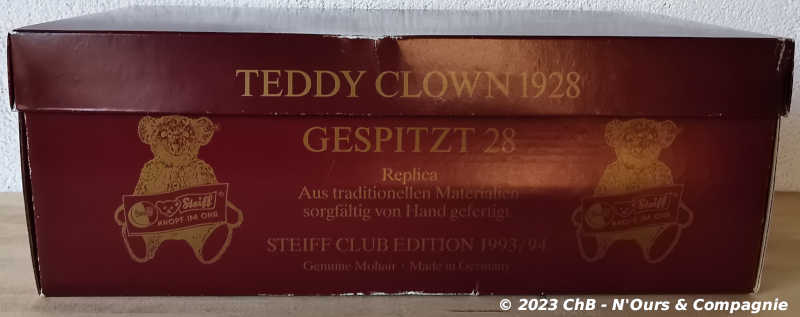 TEDDY CLOWN 1928
GESPITZT 28
Replica
Aus traditionellen Materialien
sorgfältig von Hand gefertigt.
Steiff
KNOPF IM OHR
Steiff
KNOPF IM OHR
STEIFF CLUB EDITION 1993/94
Genuine Mohair · Made in Germany
© 2023 ChB - N'Ours & Compagnie